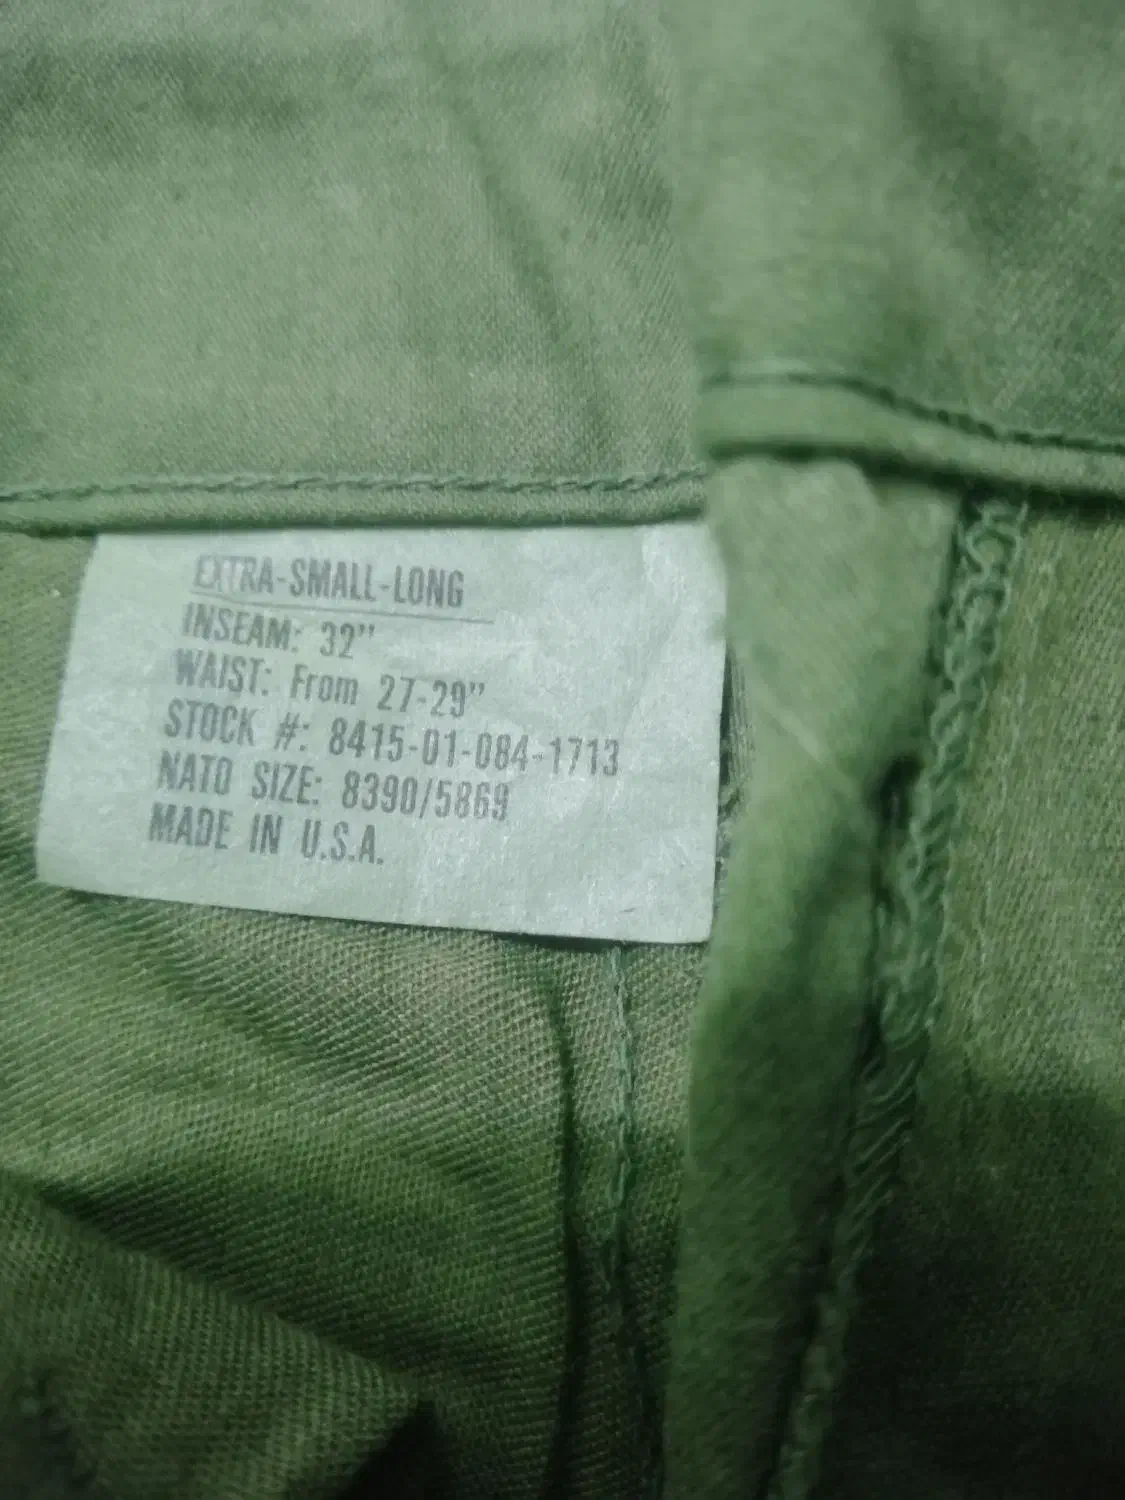 EXTRA-SMALL-LONG
INSEAM: 32"
WAIST: From 27-29"
STOCK #: 8415-01-084-1713
NATO SIZE: 8390/5869
MADE IN U.S.A.